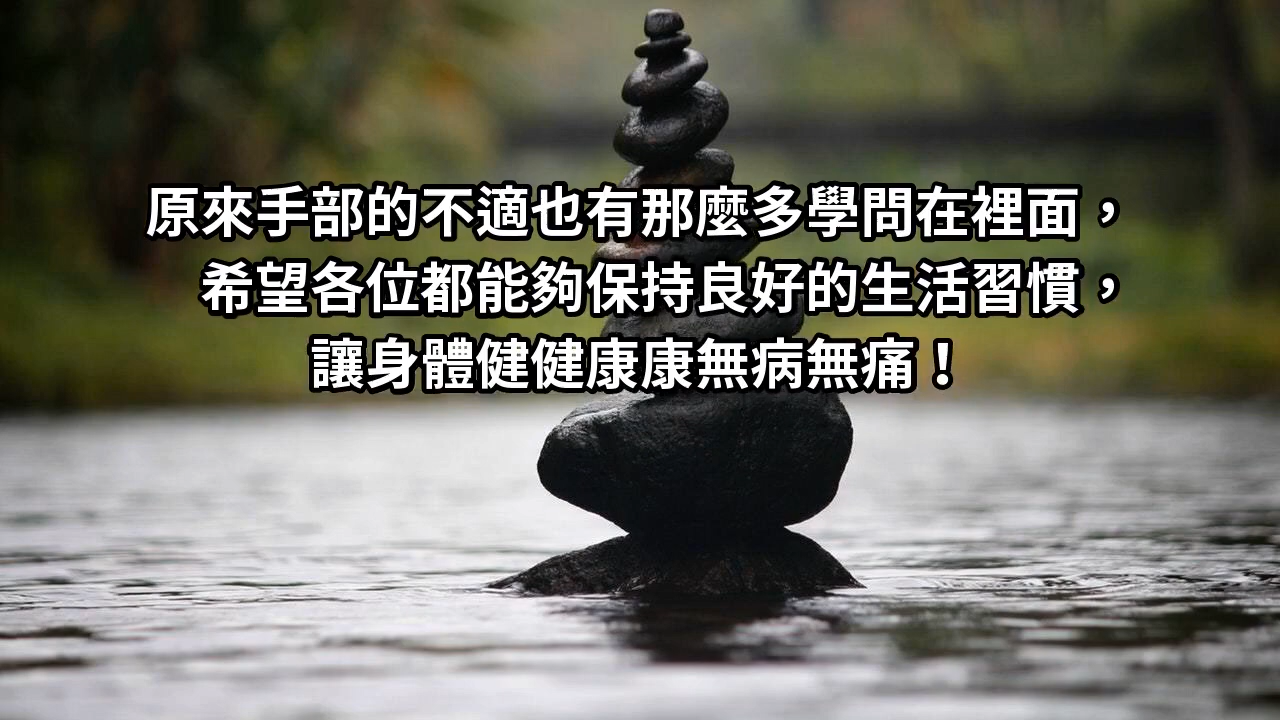 原來手部的不適也有那麼多學問在裡面，
希望各位都能夠保持良好的生活習慣，
讓身體健健康康無病無痛！